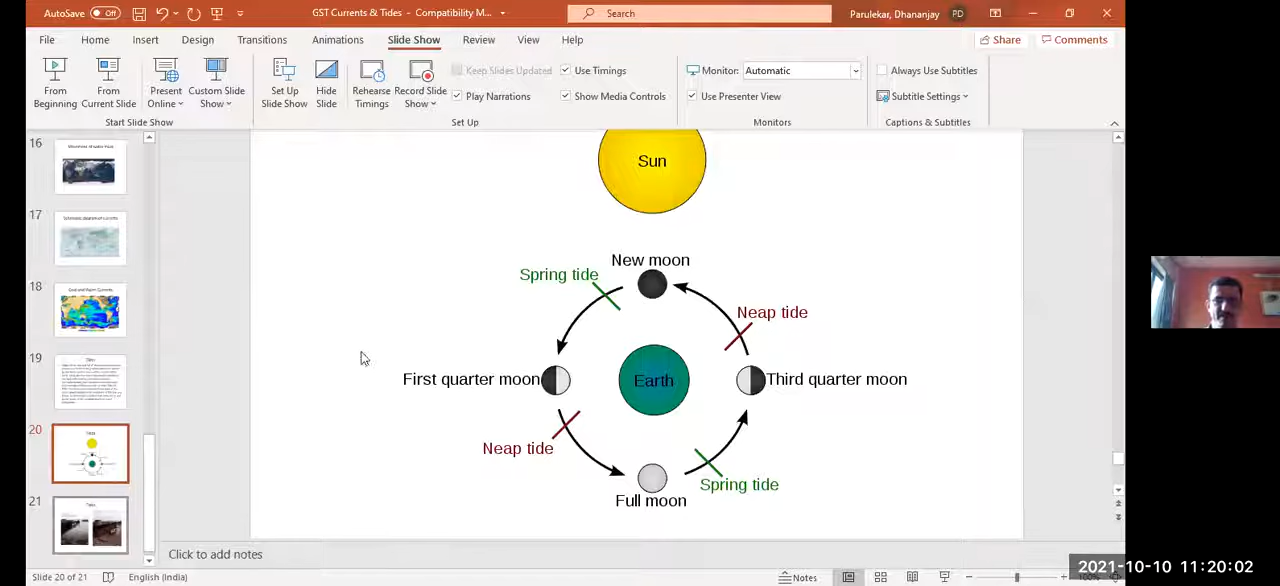 AutoSave Off GST Currents & Tides - Compatibility M... Search Parulekar, Dhananjay PD
File Home Insert Design Transitions Animations Slide Show Review View Help Share Comments
From Beginning
From Current Slide
Present Online
Custom Slide Show
Set Up Slide Show
Hide Slide
Rehearse Timings
Record Slide Show
Keep Slides Updated
Play Narrations
Use Timings
Show Media Controls
Monitor: Automatic
Use Presenter View
Always Use Subtitles
Subtitle Settings
Start Slide Show Set Up Monitors Captions & Subtitles
16
17
18
19
20
21
Sun
New moon
Spring tide
Neap tide
First quarter moon
Earth
Third quarter moon
Neap tide
Spring tide
Full moon
Click to add notes
Slide 20 of 21 English (India) Notes
2021-10-10 11:20:02